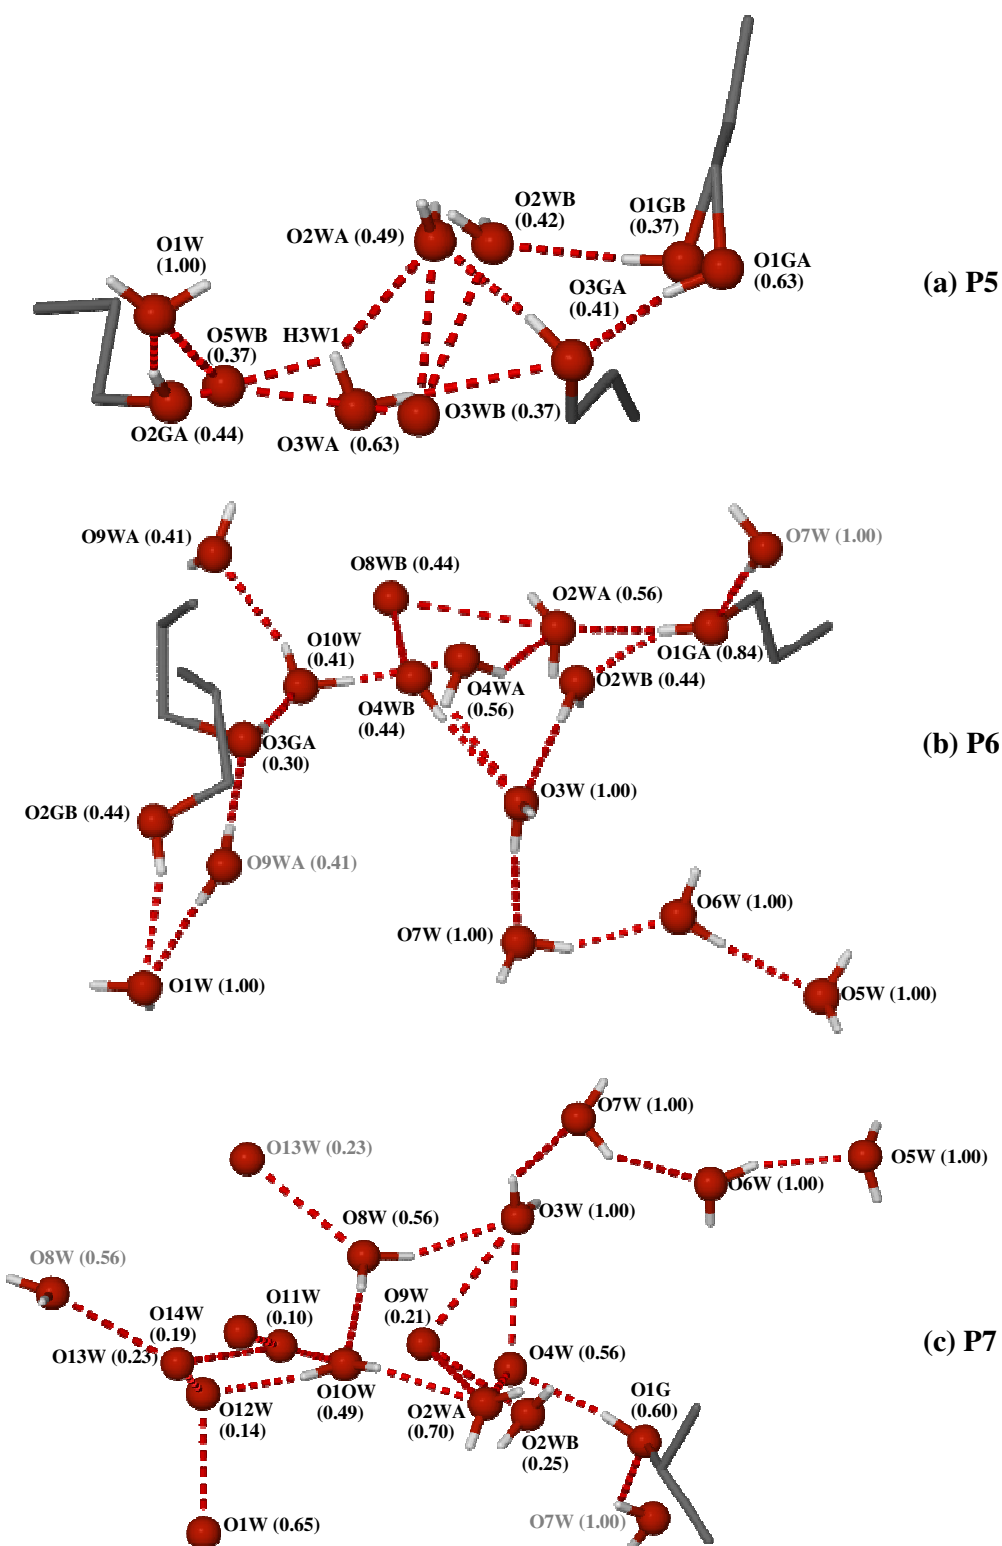 O2WB
(0.42)
O1GB
(0.37)
O2WA (0.49)
O1W
(1.00)
O3GA
(0.41)
O1GA
(0.63)
(a) P5
O5WB
(0.37)
H3W1
O2GA (0.44)
O3WA (0.63)
O3WB (0.37)
O9WA (0.41)
O7W (1.00)
O8WB (0.44)
O2WA (0.56)
O10W
(0.41)
O1GA (0.84)
O4WB
(0.44)
O4WA
(0.56)
O2WB (0.44)
O3GA
(0.30)
(b) P6
O3W (1.00)
O2GB (0.44)
O9WA (0.41)
O6W (1.00)
O7W (1.00)
O1W (1.00)
O5W (1.00)
O7W (1.00)
O13W (0.23)
O5W (1.00)
O6W (1.00)
O3W (1.00)
O8W (0.56)
O8W (0.56)
O11W
(0.10)
O9W
(0.21)
O14W
(0.19)
O13W (0.23)
O4W (0.56)
(c) P7
O1OW
(0.49)
O12W
(0.14)
O2WA
(0.70)
O1G
(0.60)
O2WB
(0.25)
O1W (0.65)
O7W (1.00)